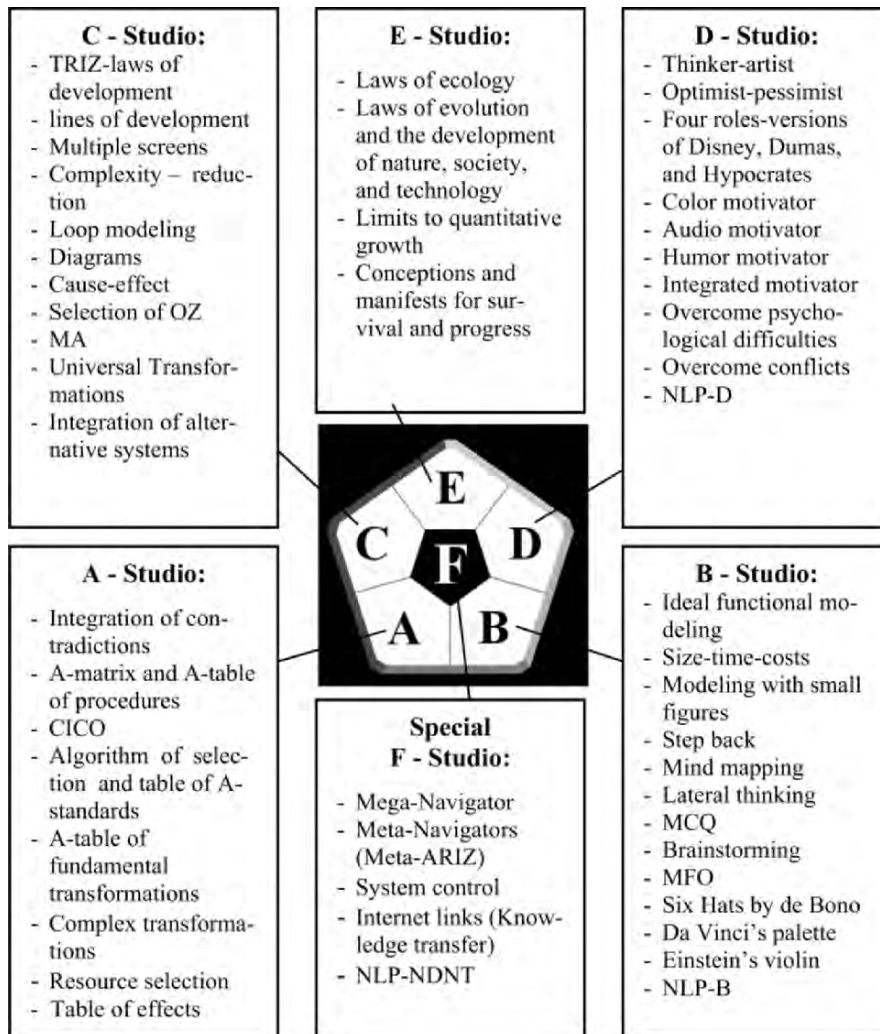 C - Studio:
- TRIZ-laws of
development
- lines of development
- Multiple screens
- Complexity – reduc-
tion
- Loop modeling
- Diagrams
- Cause-effect
- Selection of OZ
- MA
- Universal Transfor-
mations
- Integration of alter-
native systems
E - Studio:
- Laws of ecology
- Laws of evolution
and the development
of nature, society,
and technology
- Limits to quantitative
growth
- Conceptions and
manifests for sur-
vival and progress
D - Studio:
- Thinker-artist
- Optimist-pessimist
- Four roles-versions
of Disney, Dumas,
and Hypocrates
- Color motivator
- Audio motivator
- Humor motivator
- Integrated motivator
- Overcome psycho-
logical difficulties
- Overcome conflicts
- NLP-D
E
C
D
F
A
B
A - Studio:
- Integration of con-
tradictions
- A-matrix and A-table
of procedures
- CICO
- Algorithm of selec-
tion and table of A-
standards
- A-table of
fundamental
transformations
- Complex transforma-
tions
- Resource selection
- Table of effects
Special
F - Studio:
- Mega-Navigator
- Meta-Navigators
(Meta-ARIZ)
- System control
- Internet links (Know-
ledge transfer)
- NLP-NDNT
B - Studio:
- Ideal functional mo-
deling
- Size-time-costs
- Modeling with small
figures
- Step back
- Mind mapping
- Lateral thinking
- MCQ
- Brainstorming
- MFO
- Six Hats by de Bono
- Da Vinci's palette
- Einstein's violin
- NLP-B